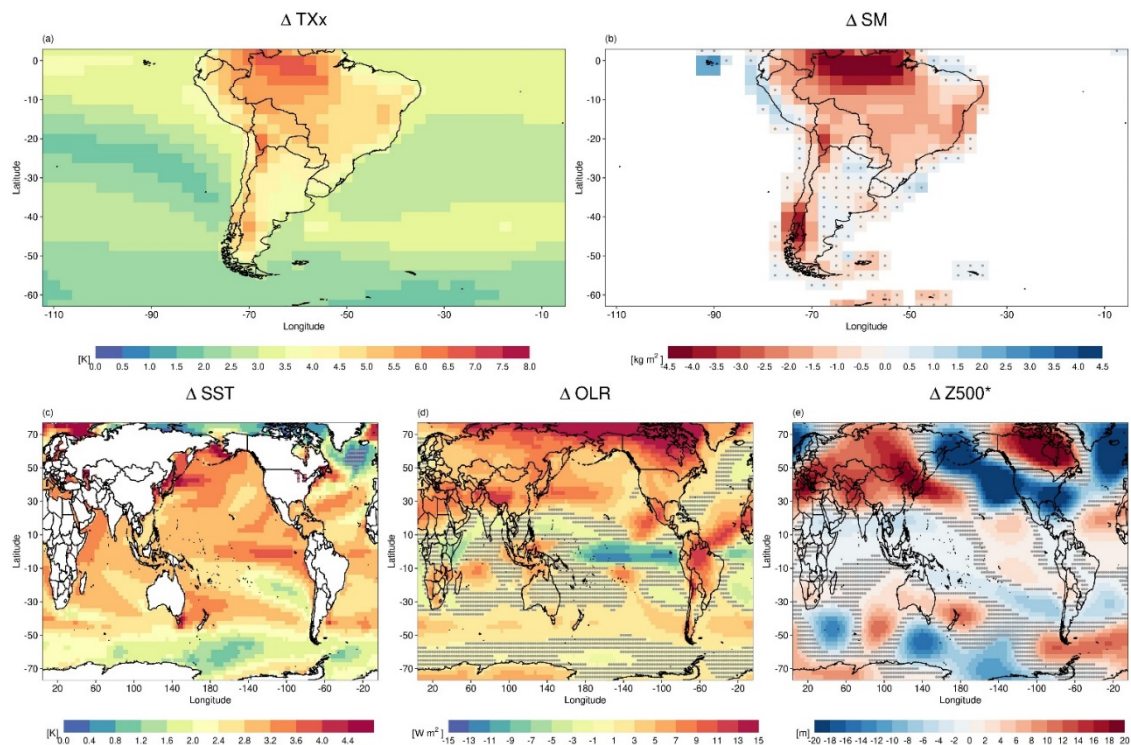 Δ TXx
(a)
Latitude
0
-10
-20
-30
-40
-50
-60
-110 -90 -70 -50 -30 -10
Longitude
[K]
0.0 0.5 1.0 1.5 2.0 2.5 3.0 3.5 4.0 4.5 5.0 5.5 6.0 6.5 7.0 7.5 8.0
Δ SM
(b)
Latitude
0
-10
-20
-30
-40
-50
-60
-110 -90 -70 -50 -30 -10
Longitude
[kg m²]
-4.5 -4.0 -3.5 -3.0 -2.5 -2.0 -1.5 -1.0 -0.5 0.0 0.5 1.0 1.5 2.0 2.5 3.0 3.5 4.0 4.5
Δ SST
(c)
Latitude
70
50
30
10
-10
-30
-50
-70
20 60 100 140 -180 -140 -100 -60 -20
Longitude
[K]
0.0 0.4 0.8 1.2 1.6 2.0 2.4 2.8 3.2 3.6 4.0 4.4
Δ OLR
(d)
Latitude
70
50
30
10
-10
-30
-50
-70
20 60 100 140 -180 -140 -100 -60 -20
Longitude
[W m²]
-15 -13 -11 -9 -7 -5 -3 -1 1 3 5 7 9 11 13 15
Δ Z500*
(e)
Latitude
70
50
30
10
-10
-30
-50
-70
20 60 100 140 -180 -140 -100 -60 -20 0
Longitude
[m]
-20 -18 -16 -14 -12 -10 -8 -6 -4 -2 0 2 4 6 8 10 12 14 16 18 20